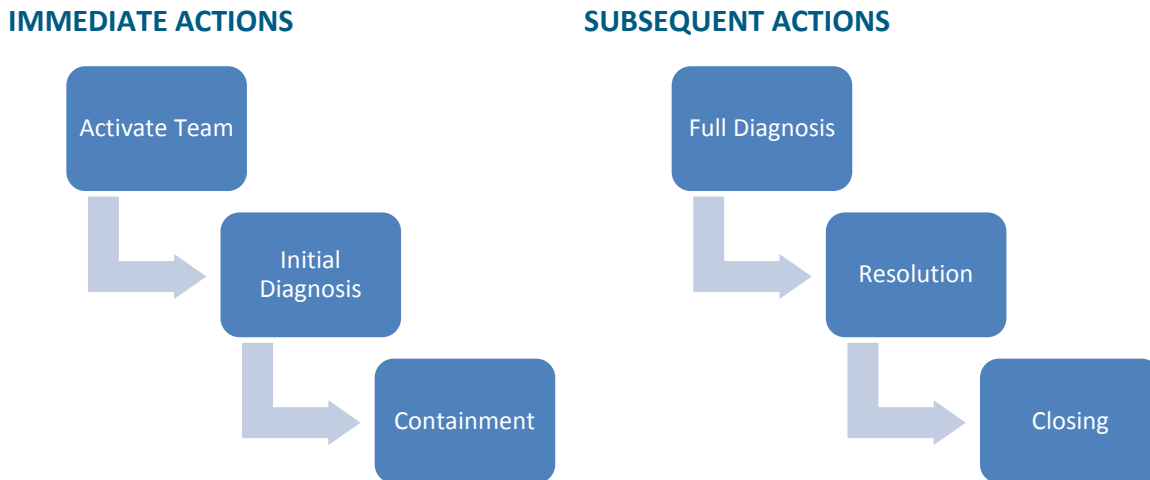 IMMEDIATE ACTIONS
Activate Team
Initial
Diagnosis
Containment
SUBSEQUENT ACTIONS
Full Diagnosis
Resolution
Closing